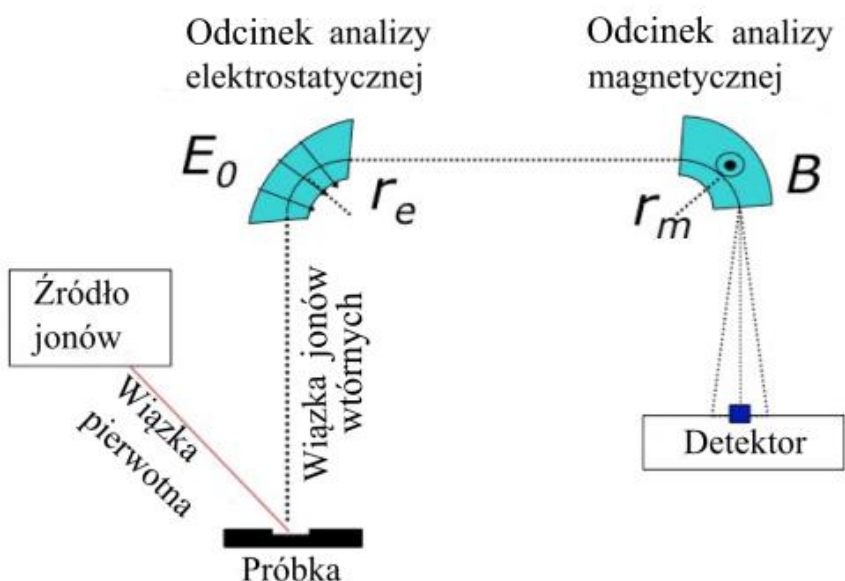 Odcinek analizy
elektrostatycznej
Odcinek analizy
magnetycznej
E₀
rₑ
rₘ
B
Źródło
jonów
Wiązka
pierwotna
Wiązka jonów
wtórnych
Detektor
Próbka